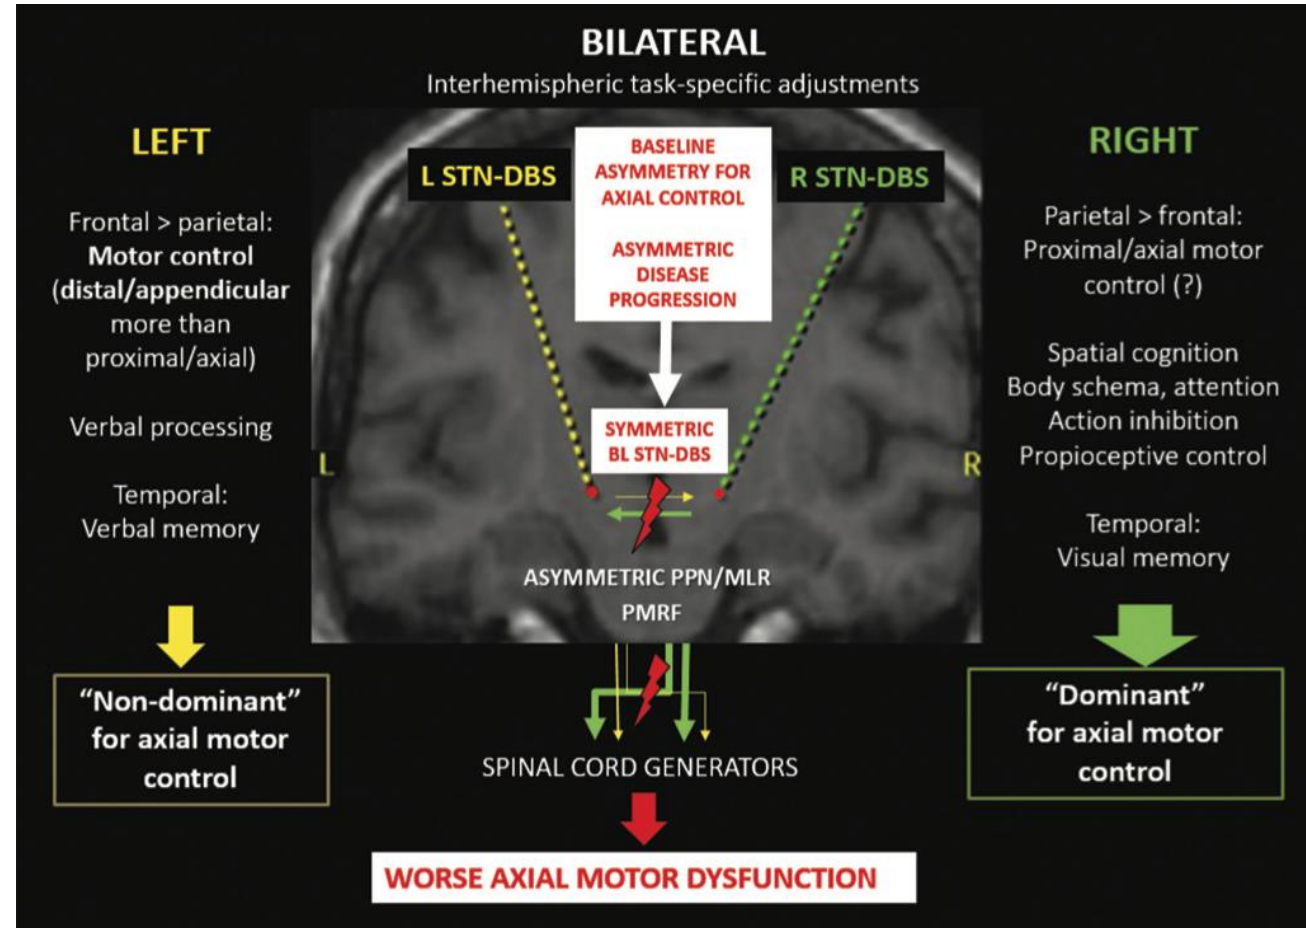 BILATERAL
Interhemispheric task-specific adjustments
LEFT
Frontal > parietal:
Motor control
(distal/appendicular
more than
proximal/axial)
Verbal processing
Temporal:
Verbal memory
“Non-dominant”
for axial motor
control
L STN-DBS
BASELINE
ASYMMETRY FOR
AXIAL CONTROL
ASYMMETRIC
DISEASE
PROGRESSION
R STN-DBS
SYMMETRIC
BL STN-DBS
L
R
ASYMMETRIC PPN/MLR
PMRF
SPINAL CORD GENERATORS
WORSE AXIAL MOTOR DYSFUNCTION
RIGHT
Parietal > frontal:
Proximal/axial motor
control (?)
Spatial cognition
Body schema, attention
Action inhibition
Propioceptive control
Temporal:
Visual memory
“Dominant”
for axial motor
control